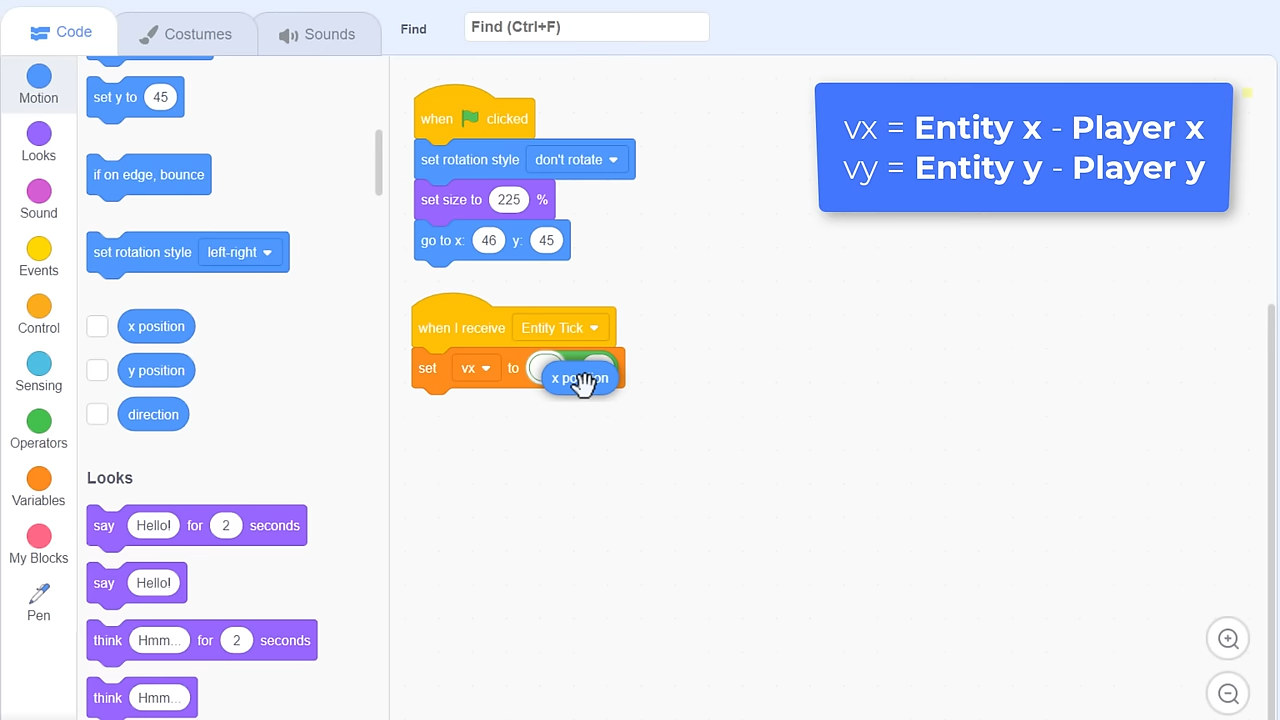 Code
Costumes
Sounds
Find
Find (Ctrl+F)
Motion
Looks
Sound
Events
Control
Sensing
Operators
Variables
My Blocks
Pen
set y to 45
if on edge, bounce
set rotation style left-right
x position
y position
direction
Looks
say Hello! for 2 seconds
say Hello!
think Hmm... for 2 seconds
think Hmm...
when clicked
set rotation style don't rotate
set size to 225 %
go to x: 46 y: 45
when I receive Entity Tick
set vx to
x position
vx = Entity x - Player x
vy = Entity y - Player y